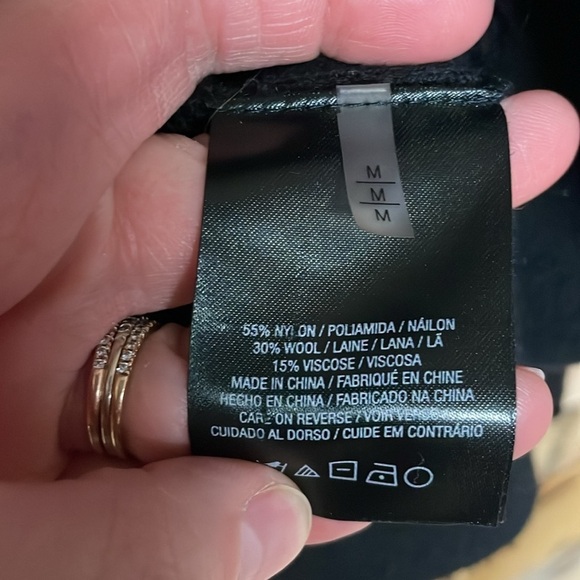 M
M
M
55% NYLON / POLIAMIDA / NÁILON
30% WOOL / LAINE / LANA / LÃ
15% VISCOSE / VISCOSA
MADE IN CHINA / FABRIQUÉ EN CHINE
HECHO EN CHINA / FABRICADO NA CHINA
CARE ON REVERSE / VOIR VERSO /
CUIDADO AL DORSO / CUIDE EM CONTRÁRIO